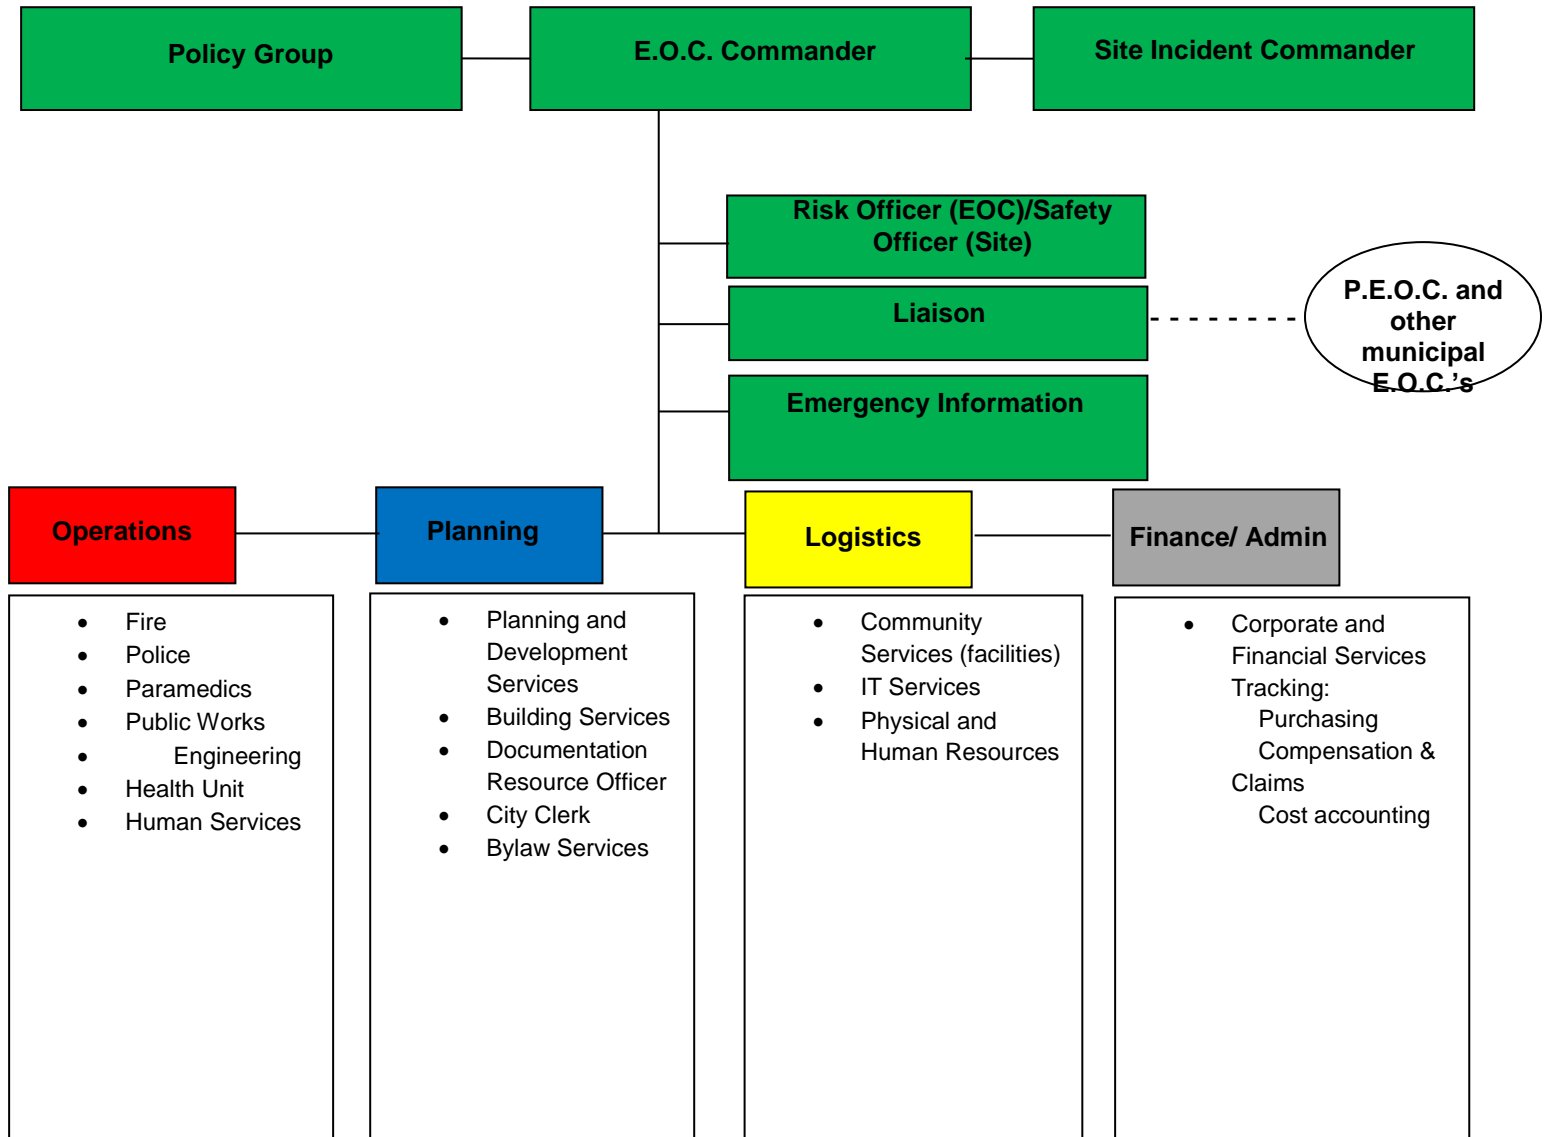 Policy Group
E.O.C. Commander
Site Incident Commander
Risk Officer (EOC)/Safety
Officer (Site)
Liaison
P.E.O.C. and
other
municipal
E.O.C.’s
Emergency Information
Operations
Planning
Logistics
Finance/ Admin
• Fire
• Police
• Paramedics
• Public Works
• Engineering
• Health Unit
• Human Services
• Planning and
Development
Services
• Building Services
• Documentation
Resource Officer
• City Clerk
• Bylaw Services
• Community
Services (facilities)
• IT Services
• Physical and
Human Resources
• Corporate and
Financial Services
Tracking:
Purchasing
Compensation &
Claims
Cost accounting